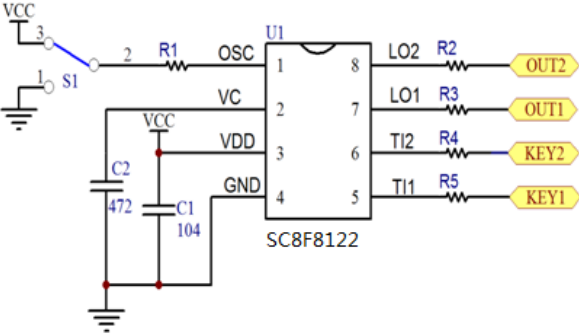 VCC
U1
3
2
R1
OSC
1
8
LO2
R2
OUT2
1
S1
VC
2
7
LO1
R3
OUT1
VCC
VDD
3
6
TI2
R4
KEY2
C2
472
GND
4
5
TI1
R5
KEY1
C1
104
SC8F8122